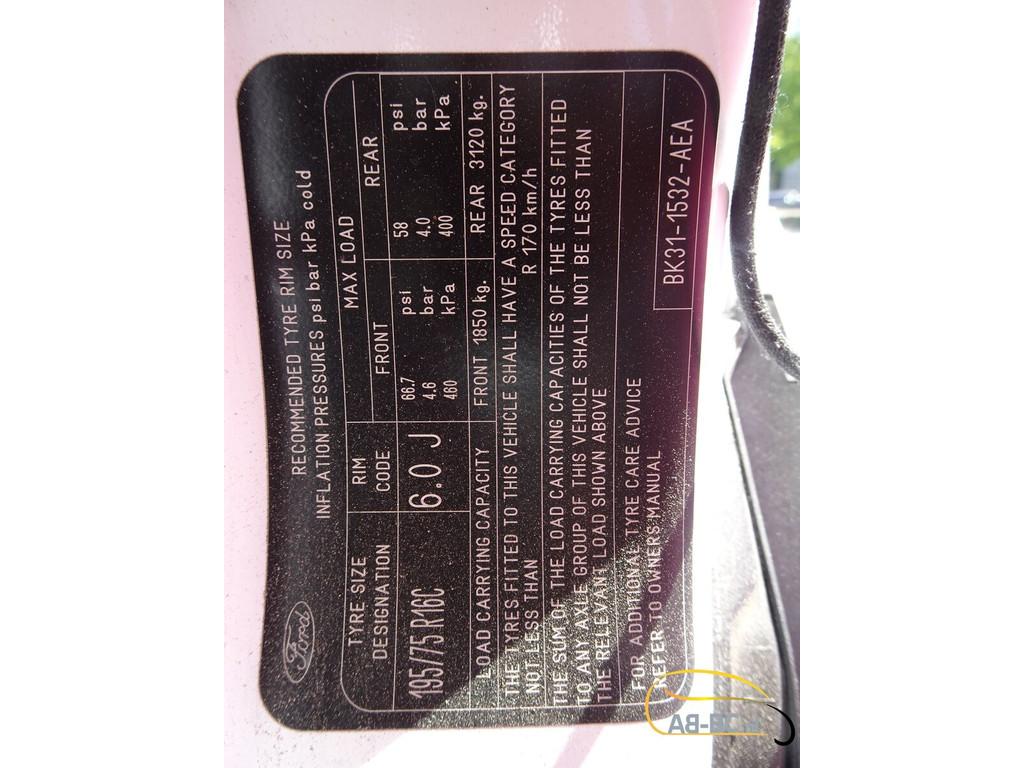 Ford
RECOMMENDED TYRE RIM SIZE
INFLATION PRESSURES psi bar kPa cold
TYRE SIZE DESIGNATION
RIM CODE
MAX LOAD
FRONT
REAR
195/75 R16C
6.0 J
66.7 psi
4.6 bar
460 kPa
58 psi
4.0 bar
400 kPa
LOAD CARRYING CAPACITY FRONT 1850 kg. REAR 3120 kg.
THE TYRES FITTED TO THIS VEHICLE SHALL HAVE A SPEED CATEGORY
NOT LESS THAN R 170 km/h
THE SUM OF THE LOAD CARRYING CAPACITIES OF THE TYRES FITTED
TO ANY AXLE GROUP OF THIS VEHICLE SHALL NOT BE LESS THAN
THE RELEVANT LOAD SHOWN ABOVE
FOR ADDITIONAL TYRE CARE ADVICE
REFER TO OWNERS MANUAL
BK31-1532-AEA